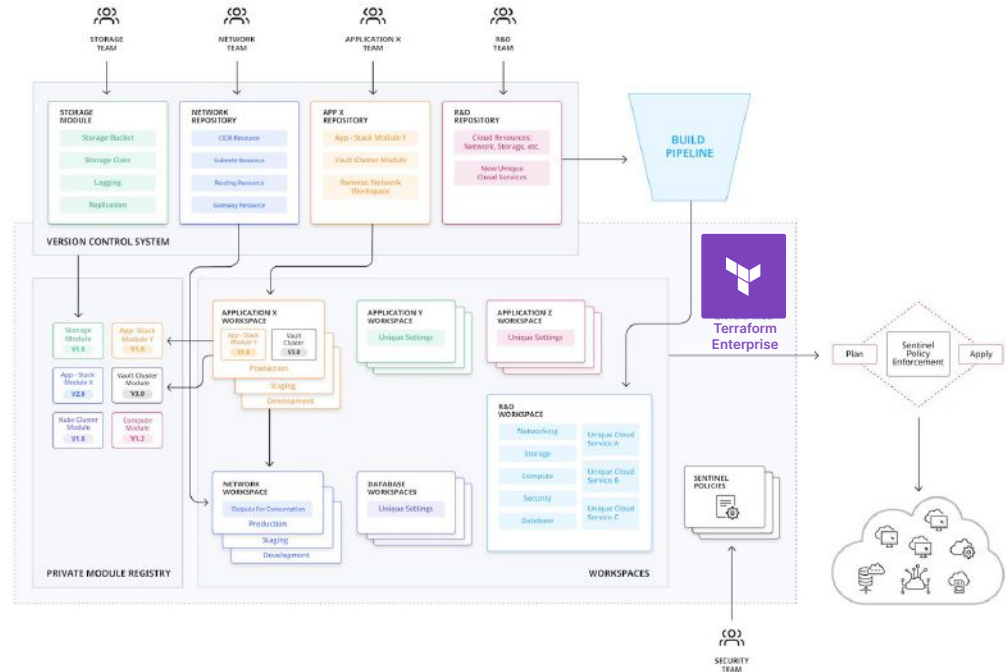 STORAGE
TEAM
NETWORK
TEAM
APPLICATION X
TEAM
R&D
TEAM
STORAGE
MODULE
Storage Bucket
Storage Class
Logging
Replication
NETWORK
REPOSITORY
CIDR Resource
Subnets Resource
Routing Resource
Gateway Resource
APP X
REPOSITORY
App - Stack Module Y
Vault Cluster Module
Remote: Network
Workspace
R&D
REPOSITORY
Cloud Resources:
Network, Storage, etc.
New Unique
Cloud Services
BUILD
PIPELINE
VERSION CONTROL SYSTEM
Terraform
Enterprise
Storage
Module
V1.5
App - Stack
Module Y
V1.0
App - Stack
Module X
V2.0
Vault Cluster
Module
V3.0
Kube Cluster
Module
V1.8
Compute
Module
V1.2
PRIVATE MODULE REGISTRY
APPLICATION X
WORKSPACE
App - Stack
Module Y
V1.0
Vault
Cluster
V3.0
Production
Staging
Development
APPLICATION Y
WORKSPACE
Unique Settings
APPLICATION Z
WORKSPACE
Unique Settings
NETWORK
WORKSPACE
Outputs For Consumption
Production
Staging
Development
DATABASE
WORKSPACES
Unique Settings
R&D
WORKSPACE
Networking
Storage
Compute
Security
Database
Unique Cloud
Service A
Unique Cloud
Service B
Unique Cloud
Service C
WORKSPACES
SENTINEL
POLICIES
Plan
Sentinel
Policy
Enforcement
Apply
SECURITY
TEAM